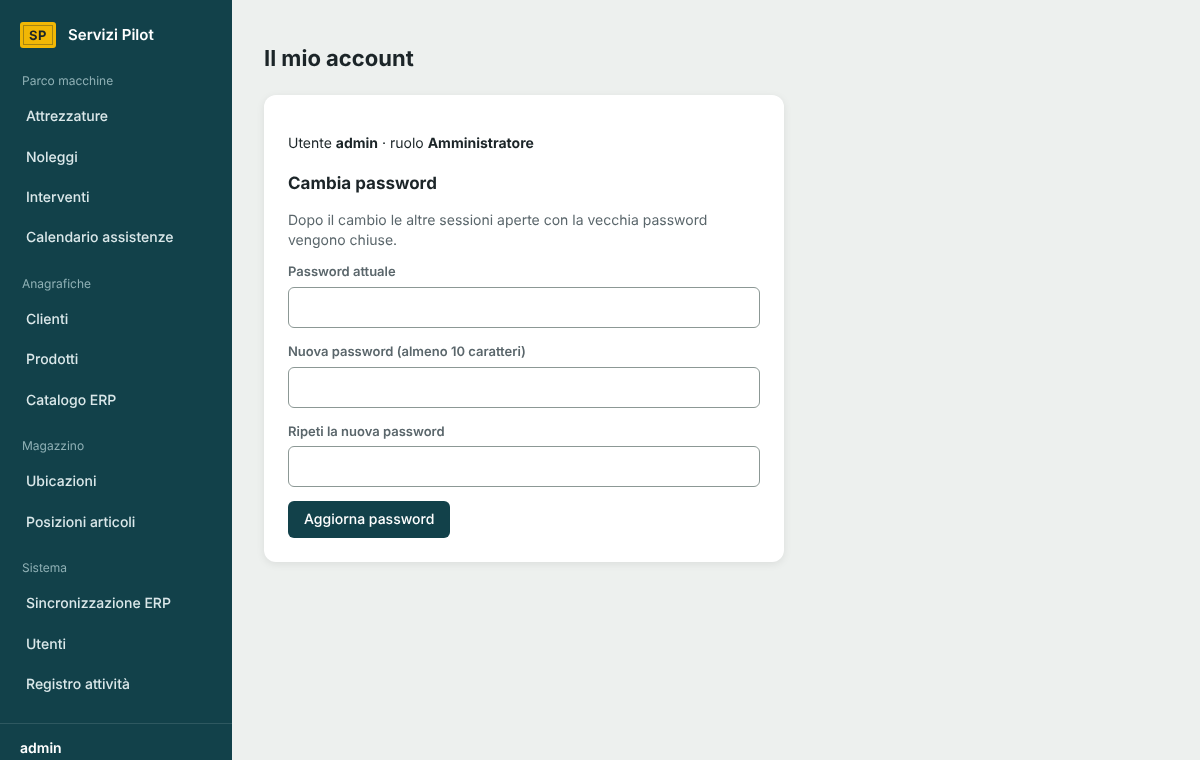 SP
Servizi Pilot
Parco macchine
Attrezzature
Noleggi
Interventi
Calendario assistenze
Anagrafiche
Clienti
Prodotti
Catalogo ERP
Magazzino
Ubicazioni
Posizioni articoli
Sistema
Sincronizzazione ERP
Utenti
Registro attività
admin
Il mio account
Utente admin · ruolo Amministratore
Cambia password
Dopo il cambio le altre sessioni aperte con la vecchia password
vengono chiuse.
Password attuale
Nuova password (almeno 10 caratteri)
Ripeti la nuova password
Aggiorna password